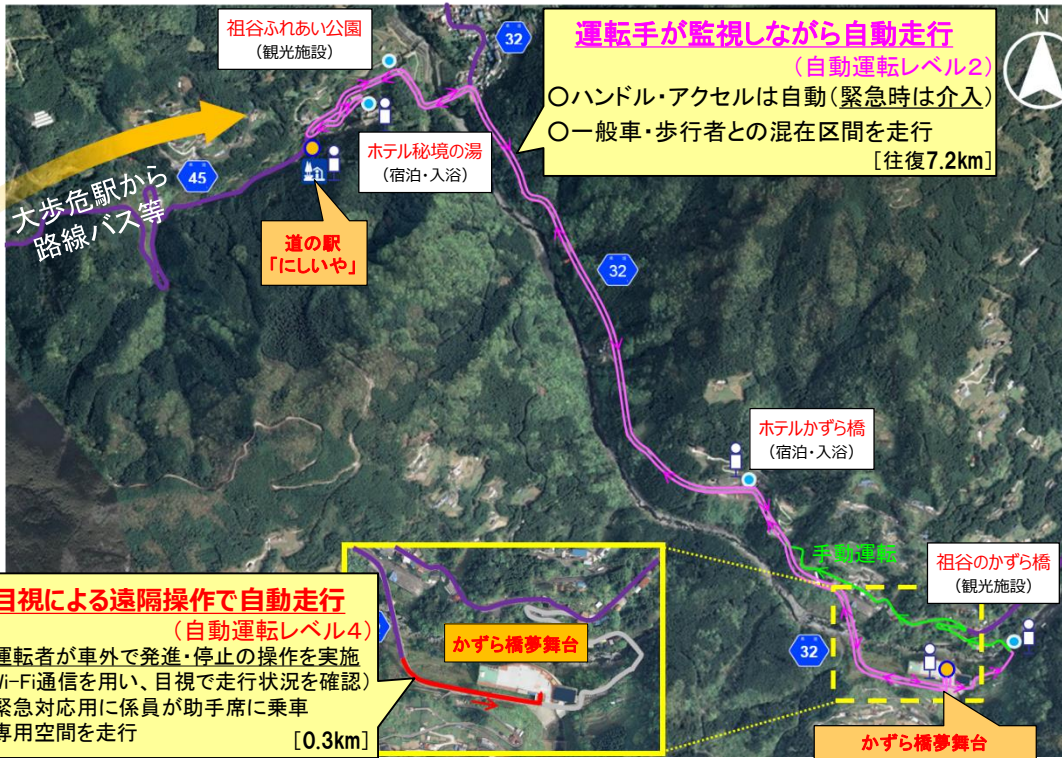 祖谷ふれあい公園
(観光施設)
32
運転手が監視しながら自動走行
(自動運転レベル2)
○ハンドル・アクセルは自動(緊急時は介入)
○一般車・歩行者との混在区間を走行
[往復7.2km]
N
ホテル秘境の湯
(宿泊・入浴)
45
大歩危駅から
路線バス等
道の駅
「にしいや」
32
ホテルかずら橋
(宿泊・入浴)
手動運転
祖谷のかずら橋
(観光施設)
目視による遠隔操作で自動走行
(自動運転レベル4)
運転者が車外で発進・停止の操作を実施
Wi-Fi通信を用い、目視で走行状況を確認)
緊急対応用に係員が助手席に乗車
専用空間を走行
[0.3km]
かずら橋夢舞台
32
かずら橋夢舞台